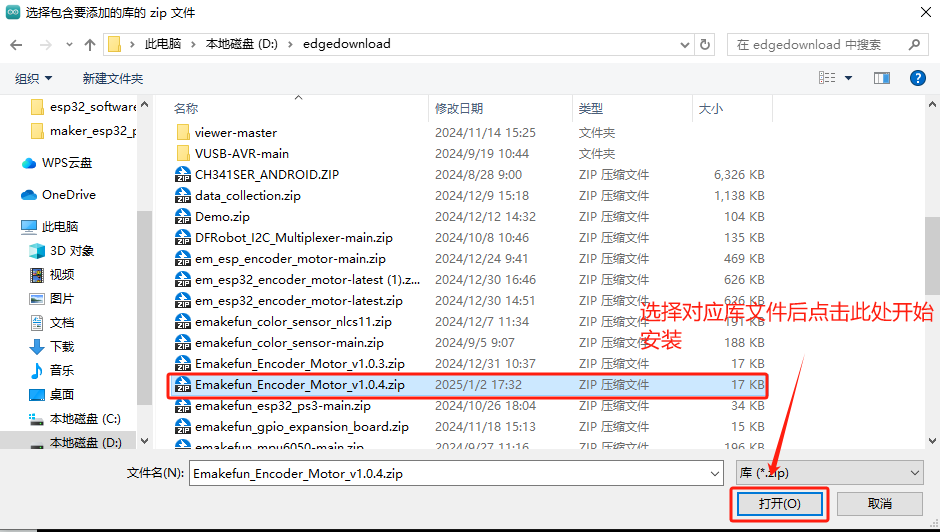 选择包含要添加的库的 zip 文件
此电脑 本地磁盘 (D:) edgedownload
在 edgedownload 中搜索
组织 新建文件夹
esp32_software
maker_esp32_p
WPS云盘
OneDrive
此电脑
3D 对象
视频
图片
文档
下载
音乐
桌面
本地磁盘 (C:)
本地磁盘 (D:)
名称 修改日期 类型 大小
viewer-master 2024/11/14 15:25 文件夹
VUSB-AVR-main 2024/9/19 10:44 文件夹
CH341SER_ANDROID.ZIP 2024/8/28 9:00 ZIP 压缩文件 6,326 KB
data_collection.zip 2024/12/9 15:18 ZIP 压缩文件 1,138 KB
Demo.zip 2024/12/12 14:32 ZIP 压缩文件 104 KB
DFRobot_I2C_Multiplexer-main.zip 2024/10/8 10:46 ZIP 压缩文件 135 KB
em_esp_encoder_motor-main.zip 2024/12/24 9:41 ZIP 压缩文件 469 KB
em_esp32_encoder_motor-latest (1).z... 2024/12/30 16:46 ZIP 压缩文件 626 KB
em_esp32_encoder_motor-latest.zip 2024/12/30 14:51 ZIP 压缩文件 626 KB
emakefun_color_sensor_nlcs11.zip 2024/12/7 11:34 ZIP 压缩文件 191 KB
emakefun_color_sensor-main.zip 2024/9/5 9:07 ZIP 压缩文件 188 KB
Emakefun_Encoder_Motor_v1.0.3.zip 2024/12/31 10:37 ZIP 压缩文件 17 KB
Emakefun_Encoder_Motor_v1.0.4.zip 2025/1/2 17:32 ZIP 压缩文件 17 KB
emakefun_esp32_ps3-main.zip 2024/10/26 18:04 ZIP 压缩文件 34 KB
emakefun_gpio_expansion_board.zip 2024/11/18 15:13 ZIP 压缩文件 15 KB
emakefun_mpu6050-main.zip 2024/9/27 11:16 ZIP 压缩文件 196 KB
选择对应库文件后点击此处开始
安装
文件名(N): Emakefun_Encoder_Motor_v1.0.4.zip 库 (*.zip)
打开(O) 取消